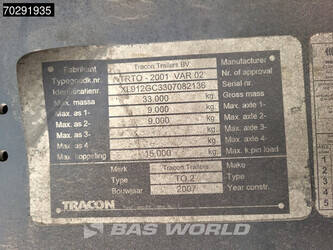 70291935
Fabrikant Tracon Trailers BV Manufacturer
Typegoedk no TRTO - 2001 VAR 02 Nr. of approval
Identificatienr. XL912GC3307082136 Serial nr.
Max. massa 33.000 kg Gross mass
Max. as 1- 9.000 kg Max. axle 1-
Max. as 2- 9.000 kg Max. axle 2-
Max. as 3- kg Max. axle 3-
Max. as 4- kg Max. axle 4-
Max. koppeling 15.000 kg Max. k.pin load
Merk Tracon Trailers Make
Type TO.2 Type
Bouwjaar 2007 Year constr.
TRACON
BAS WORLD